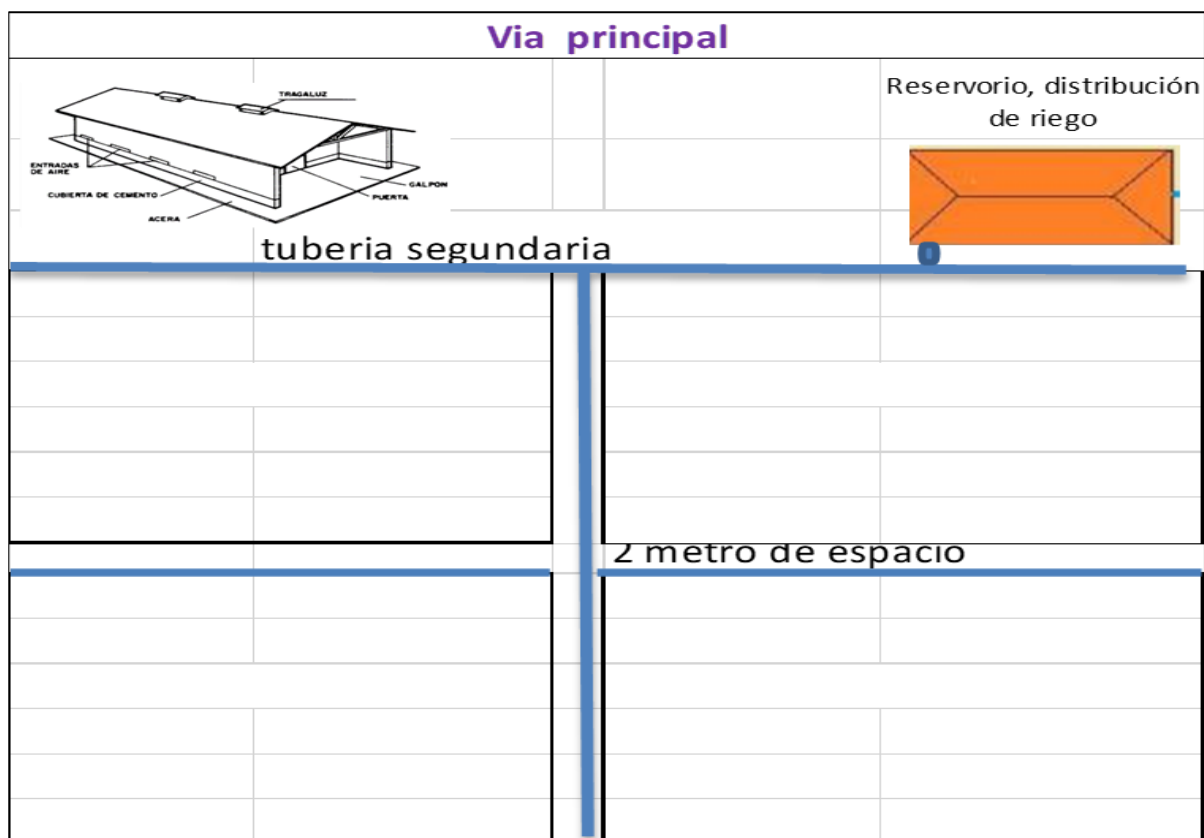 Via principal
TRAGALUZ
ENTRADAS
DE AIRE
CUBIERTA DE CEMENTO
ACERA
GALPON
PUERTA
Reservorio, distribución
de riego
tuberia segundaria
2 metro de espacio